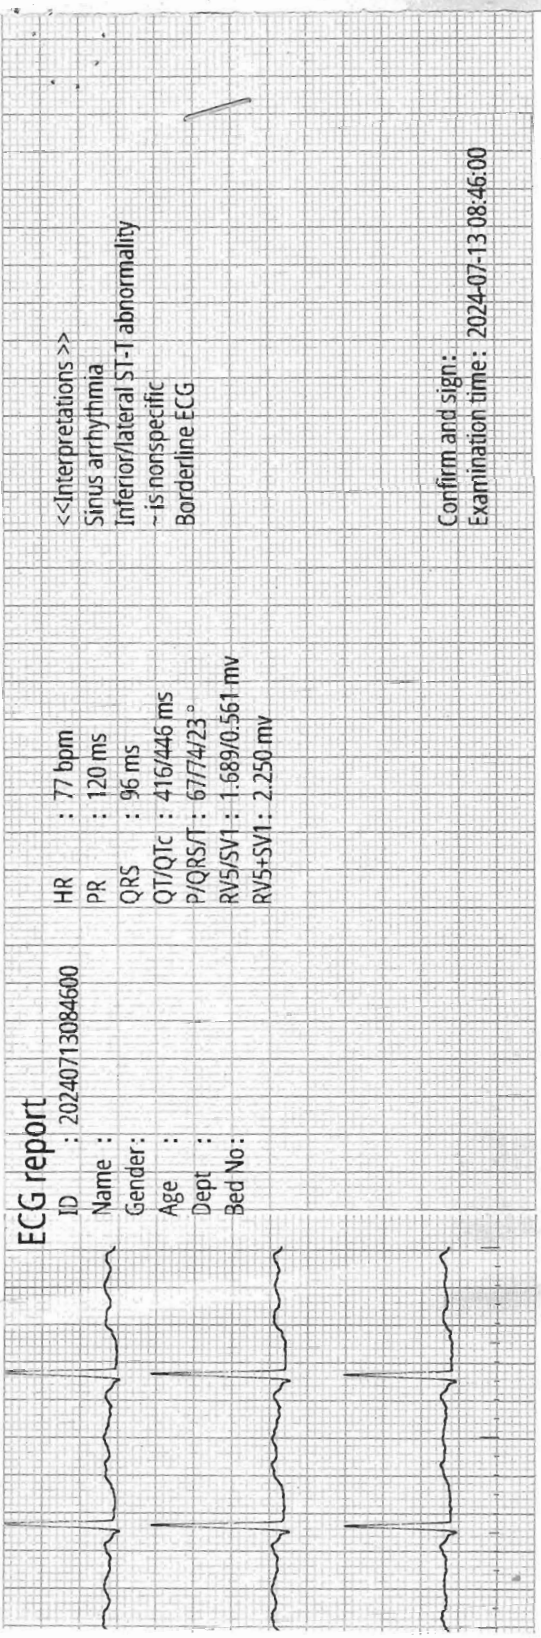 ECG report
ID : 20240713084600
Name :
Gender:
Age :
Dept :
Bed No:
HR : 77 bpm
PR : 120 ms
QRS : 96 ms
QT/QTc : 416/446 ms
P/QRS/T : 67/74/23 °
RV5/SV1 : 1.689/0.561 mv
RV5+SV1 : 2.250 mv
<<Interpretations >>
Sinus arrhythmia
Inferior/lateral ST-T abnormality
~is nonspecific
Borderline ECG
Confirm and sign:
Examination time: 2024-07-13 08:46:00